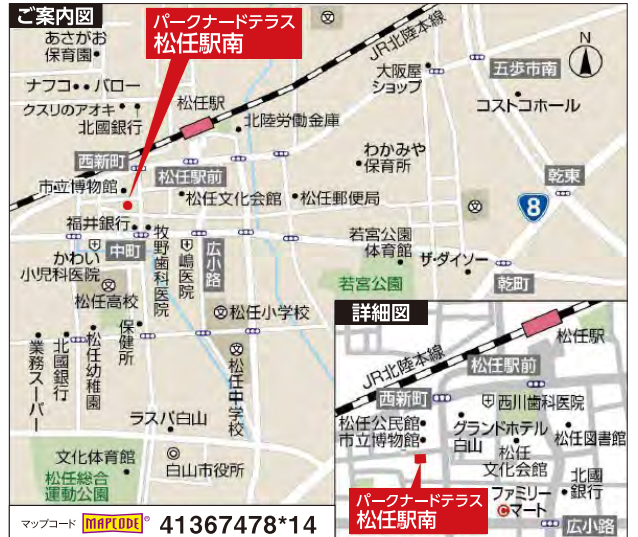 ご案内図
パークナードテラス
松任駅南
あさがお
保育園
ナフコ
バロー
クスリのアオキ
北國銀行
松任駅
JR北陸本線
大阪屋
ショップ
五歩市南
N
コストコホール
北陸労働金庫
わかみや
保育所
西新町
市立博物館
松任駅前
松任文化会館
松任郵便局
乾東
8
福井銀行
中町
かわい
小児科医院
牧野歯科医院
嶋医院
広小路
若宮公園
体育館
ザ・ダイソー
若宮公園
乾町
松任高校
松任小学校
保健所
松任幼稚園
北國銀行
業務スーパー
松任中学校
ラスパ白山
文化体育館
白山市役所
松任総合
運動公園
マップコード MAPCODE® 41367478*14
詳細図
松任駅
JR北陸本線
松任駅前
西新町
西川歯科医院
松任公民館
市立博物館
グランドホテル
白山
松任
文化会館
松任図書館
北國
銀行
ファミリー
マート
パークナードテラス
松任駅南
広小路